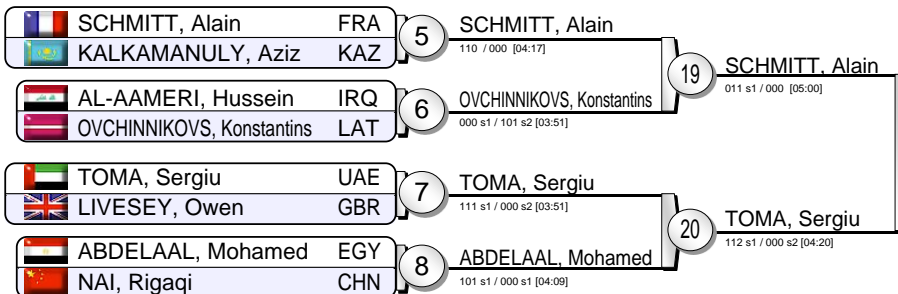 SCHMITT, Alain FRA
KALKAMANULY, Aziz KAZ
5
SCHMITT, Alain
110 / 000 [04:17]
AL-AAMERI, Hussein IRQ
OVCHINNIKOVS, Konstantins LAT
6
OVCHINNIKOVS, Konstantins
000 s1 / 101 s2 [03:51]
19
SCHMITT, Alain
011 s1 / 000 [05:00]
TOMA, Sergiu UAE
LIVESEY, Owen GBR
7
TOMA, Sergiu
111 s1 / 000 s2 [03:51]
ABDELAAL, Mohamed EGY
NAI, Rigaqi CHN
8
ABDELAAL, Mohamed
101 s1 / 000 s1 [04:09]
20
TOMA, Sergiu
112 s1 / 000 s2 [04:20]